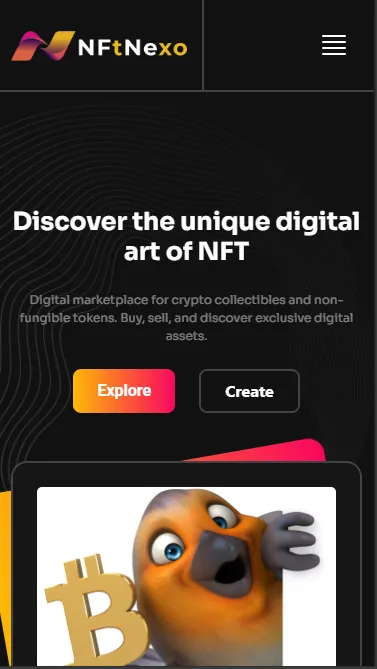 NFtNexo
Discover the unique digital
art of NFT
Digital marketplace for crypto collectibles and non-
fungible tokens. Buy, sell, and discover exclusive digital
assets.
Explore
Create